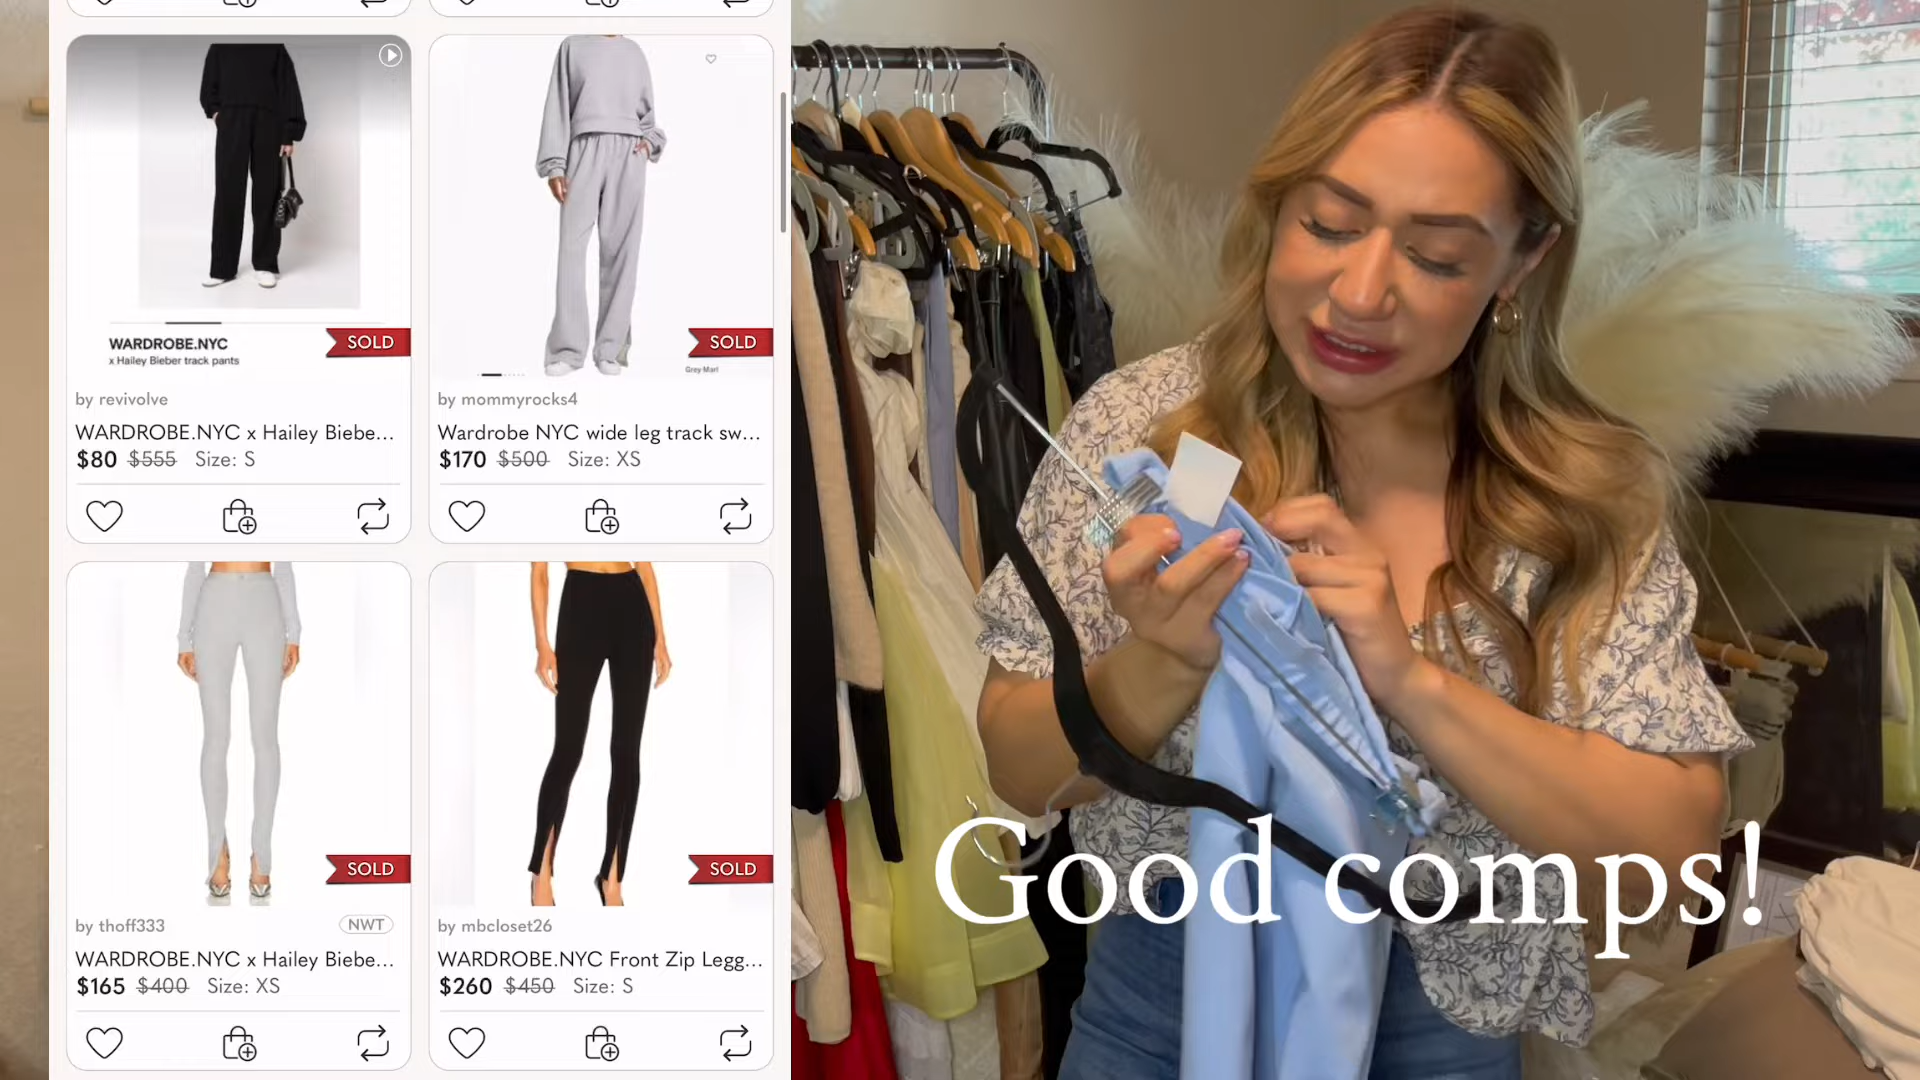 WARDROBE.NYC
x Hailey Bieber track pants
SOLD
by revivolve
WARDROBE.NYC x Hailey Biebe...
$80 $555 Size: S
Grey Marl
SOLD
by mommyrocks4
Wardrobe NYC wide leg track sw...
$170 $500 Size: XS
SOLD
by thoff333 NWT
WARDROBE.NYC x Hailey Biebe...
$165 $400 Size: XS
SOLD
by mbcloset26
WARDROBE.NYC Front Zip Legg...
$260 $450 Size: S
Good comps!